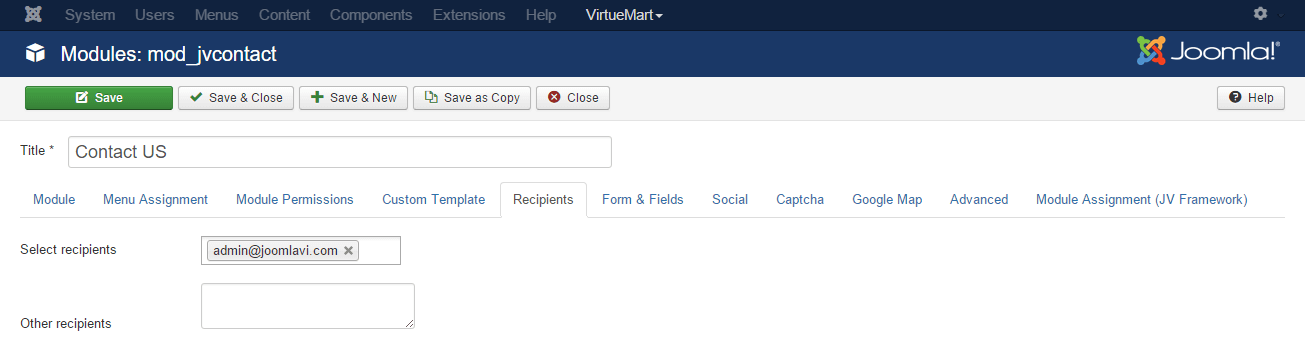 System Users Menus Content Components Extensions Help VirtueMart
Modules: mod_jvcontact Joomla!®
Save Save & Close Save & New Save as Copy Close Help
Title * Contact US
Module Menu Assignment Module Permissions Custom Template Recipients Form & Fields Social Captcha Google Map Advanced Module Assignment (JV Framework)
Select recipients admin@joomlavi.com
Other recipients